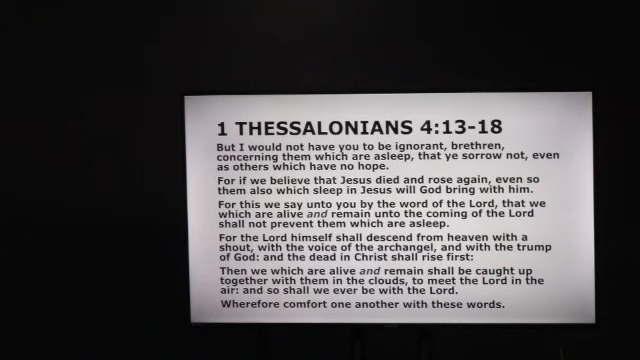 1 THESSALONIANS 4:13-18
But I would not have you to be ignorant, brethren,
concerning them which are asleep, that ye sorrow not, even
as others which have no hope.
For if we believe that Jesus died and rose again, even so
them also which sleep in Jesus will God bring with him.
For this we say unto you by the word of the Lord, that we
which are alive and remain unto the coming of the Lord
shall not prevent them which are asleep.
For the Lord himself shall descend from heaven with a
shout, with the voice of the archangel, and with the trump
of God: and the dead in Christ shall rise first:
Then we which are alive and remain shall be caught up
together with them in the clouds, to meet the Lord in the
air: and so shall we ever be with the Lord.
Wherefore comfort one another with these words.